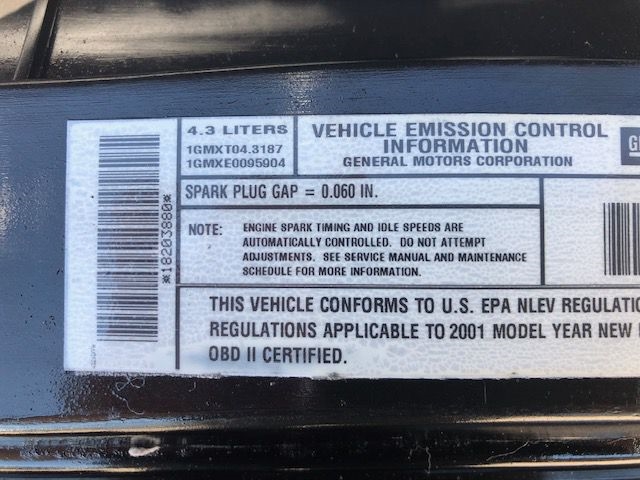 4.3 LITERS
1GMXT04.3187
1GMXE0095904
VEHICLE EMISSION CONTROL
INFORMATION
GENERAL MOTORS CORPORATION
SPARK PLUG GAP = 0.060 IN.
NOTE: ENGINE SPARK TIMING AND IDLE SPEEDS ARE
AUTOMATICALLY CONTROLLED. DO NOT ATTEMPT
ADJUSTMENTS. SEE SERVICE MANUAL AND MAINTENANCE
SCHEDULE FOR MORE INFORMATION.
THIS VEHICLE CONFORMS TO U.S. EPA NLEV
REGULATIONS APPLICABLE TO 2001 MODEL YEAR NEW
OBD II CERTIFIED.
*18203880*